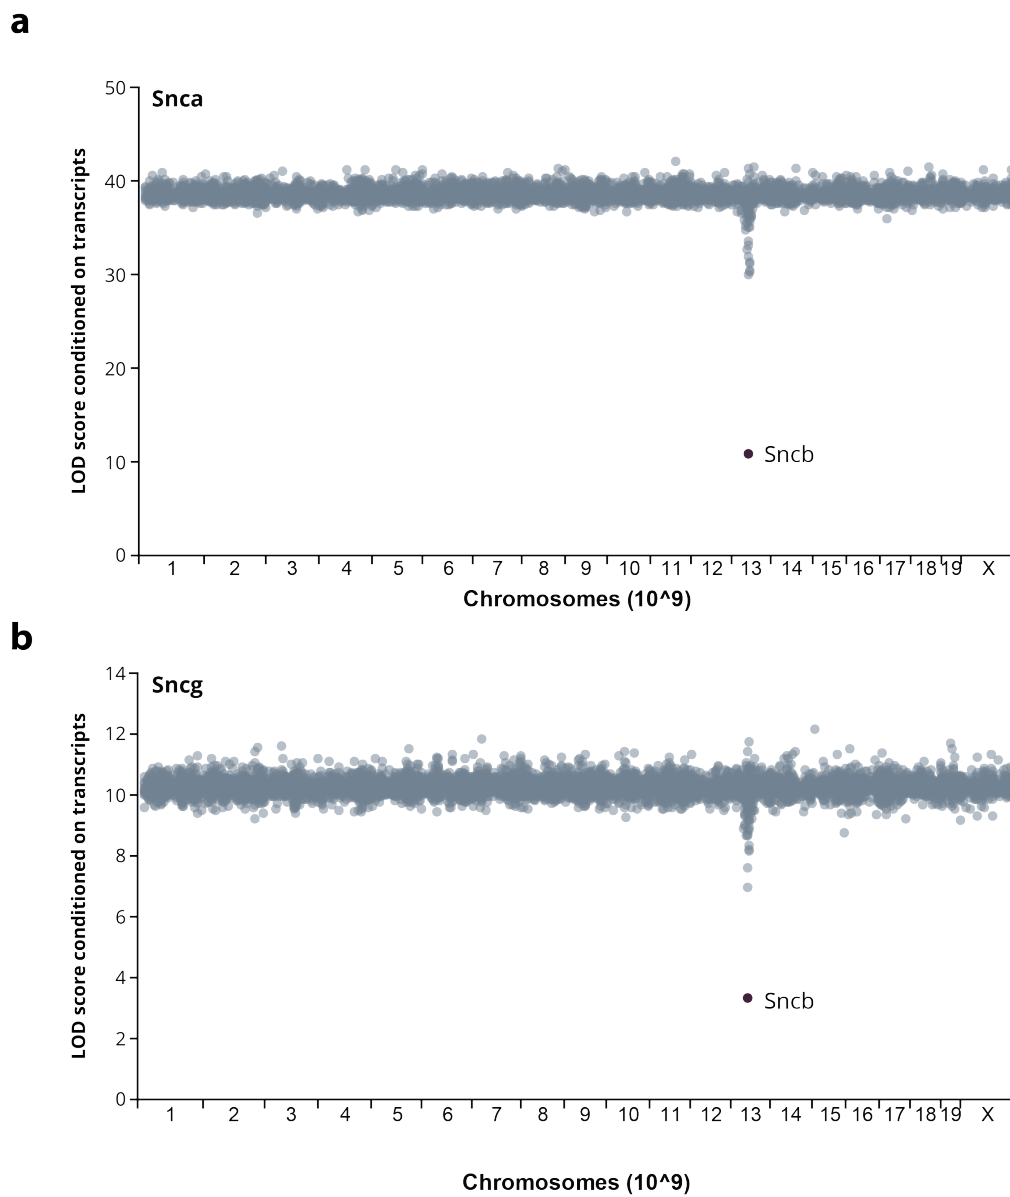 a
Snca
LOD score conditioned on transcripts
50
40
30
20
10
0
Sncb
1 2 3 4 5 6 7 8 9 10 11 12 13 14 15 16 17 18 19 X
Chromosomes (10^9)
b
Sncg
LOD score conditioned on transcripts
14
12
10
8
6
4
2
0
Sncb
1 2 3 4 5 6 7 8 9 10 11 12 13 14 15 16 17 18 19 X
Chromosomes (10^9)